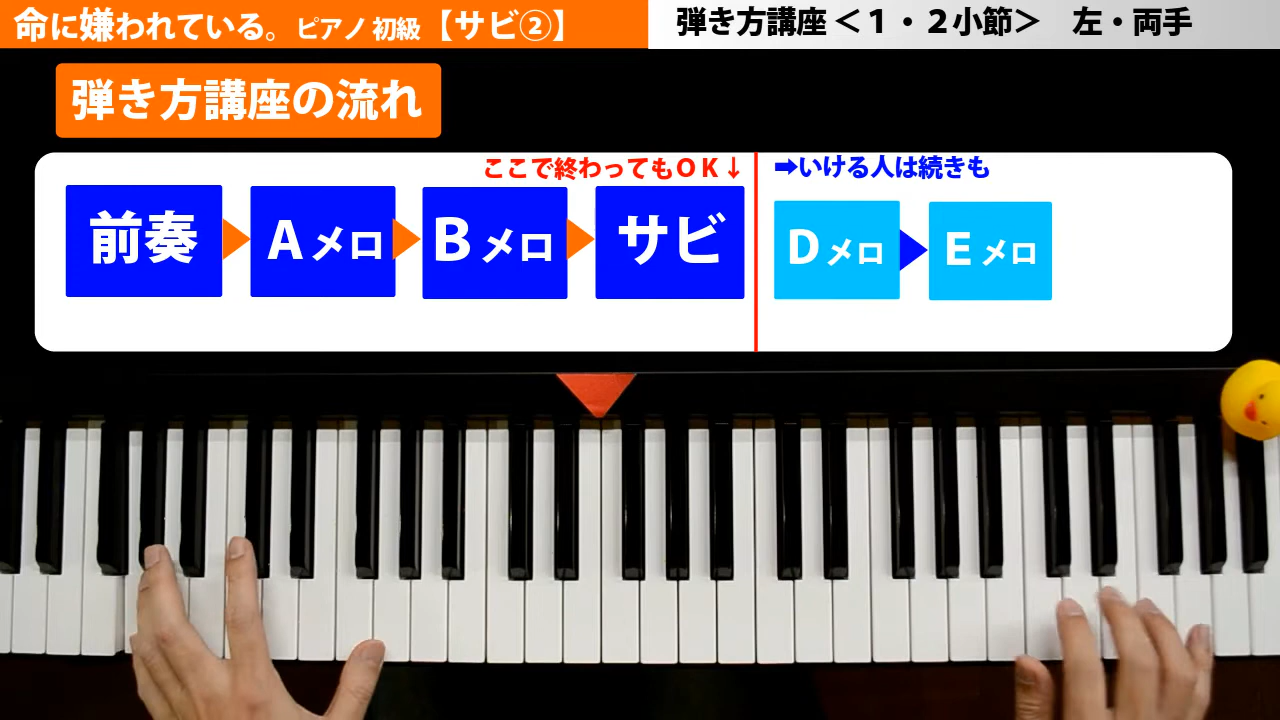 命に嫌われている。ピアノ 初級【サビ②】
弾き方講座＜１・２小節＞　左・両手
弾き方講座の流れ
ここで終わってもＯＫ↓
➡いける人は続きも
前奏
Aメロ
Bメロ
サビ
Dメロ
Eメロ